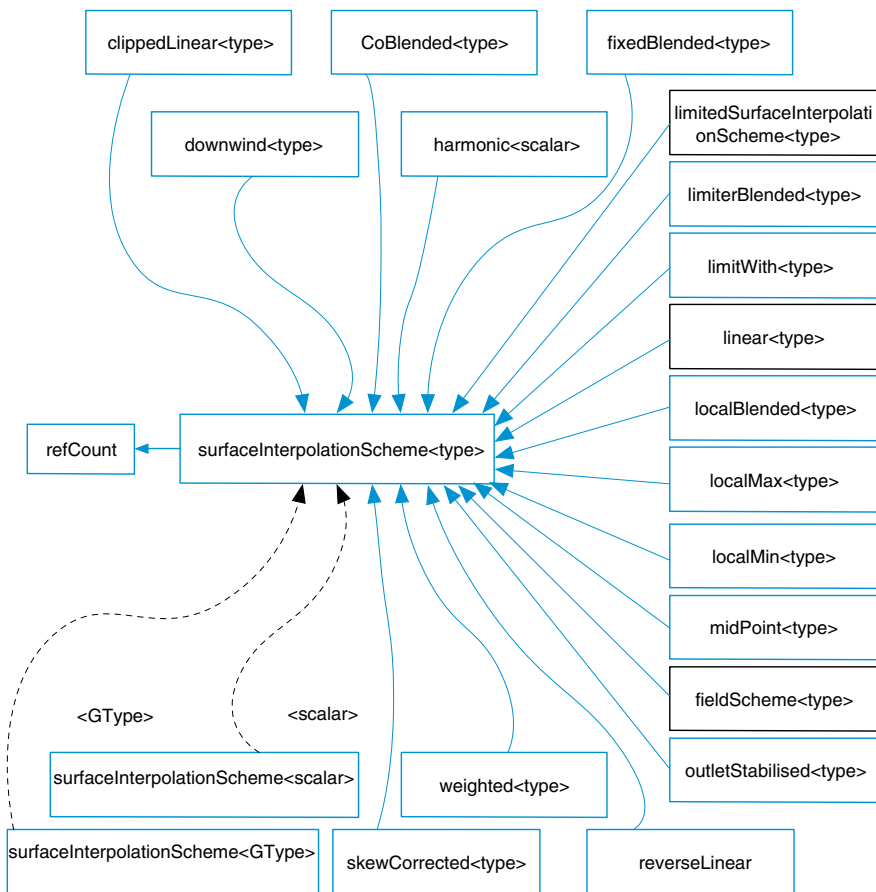 clippedLinear<type>
CoBlended<type>
fixedBlended<type>
limitedSurfaceInterpolati
onScheme<type>
downwind<type>
harmonic<scalar>
limiterBlended<type>
limitWith<type>
linear<type>
localBlended<type>
refCount
surfaceInterpolationScheme<type>
localMax<type>
localMin<type>
midPoint<type>
fieldScheme<type>
<GType>
<scalar>
outletStabilised<type>
surfaceInterpolationScheme<scalar>
weighted<type>
surfaceInterpolationScheme<GType>
skewCorrected<type>
reverseLinear